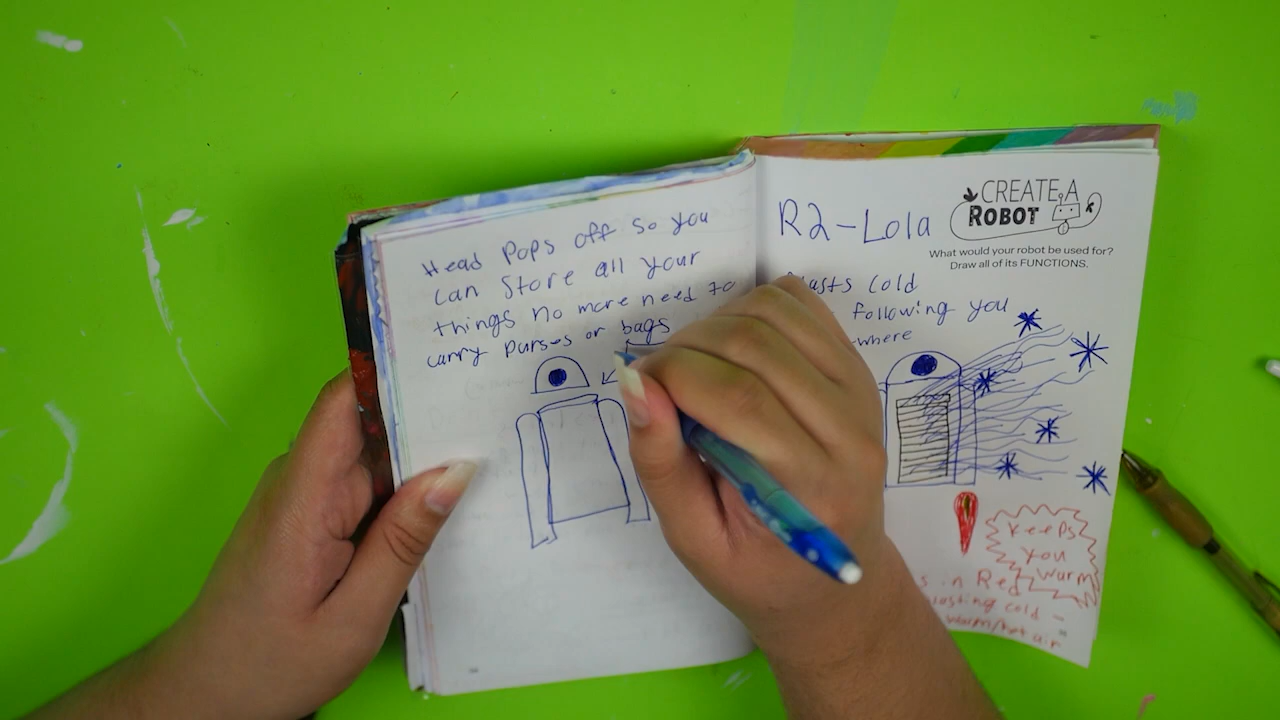 Head Pops off so you
can store all your
things no more need to
carry purses or bags
R2-Lola
CREATE A
ROBOT
What would your robot be used for?
Draw all of its FUNCTIONS.
cold
following you
-where
Keeps
you
warm
in Red
cold -
warm/hot air